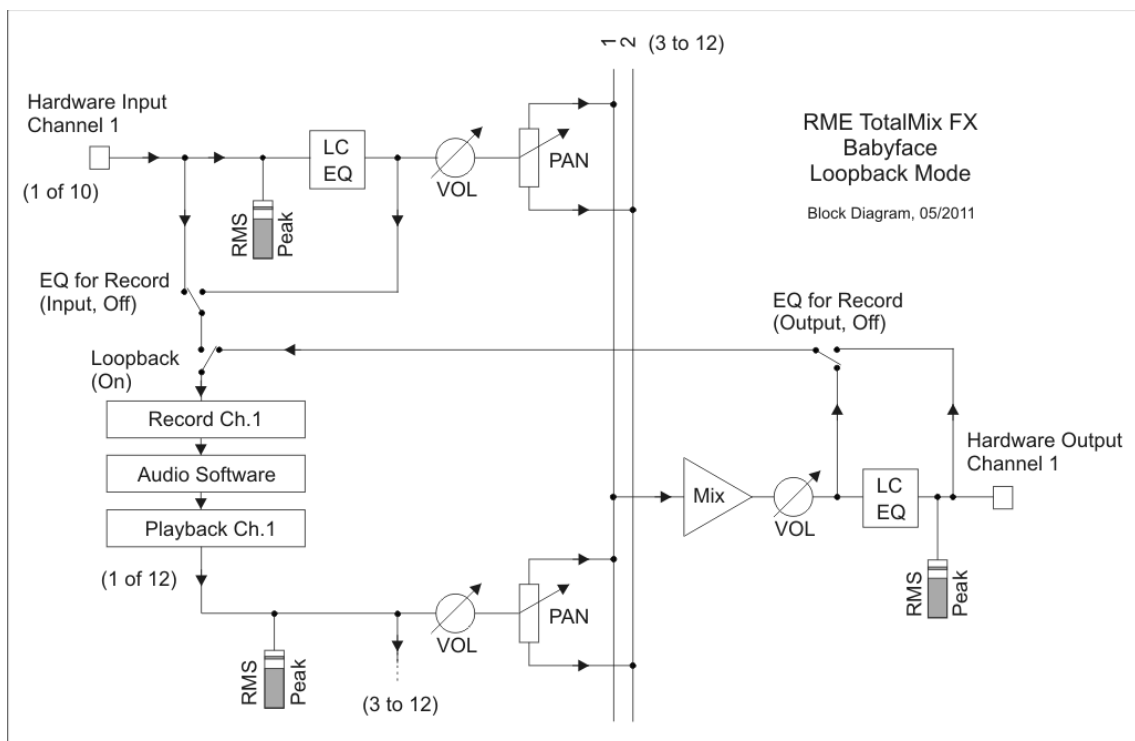 1 2 (3 to 12)
Hardware Input
Channel 1
(1 of 10)
LC
EQ
VOL
PAN
RMS
Peak
RME TotalMix FX
Babyface
Loopback Mode
Block Diagram, 05/2011
EQ for Record
(Input, Off)
EQ for Record
(Output, Off)
Loopback
(On)
Record Ch.1
Audio Software
Playback Ch.1
(1 of 12)
Hardware Output
Channel 1
Mix
VOL
LC
EQ
RMS
Peak
VOL
PAN
RMS
Peak
(3 to 12)